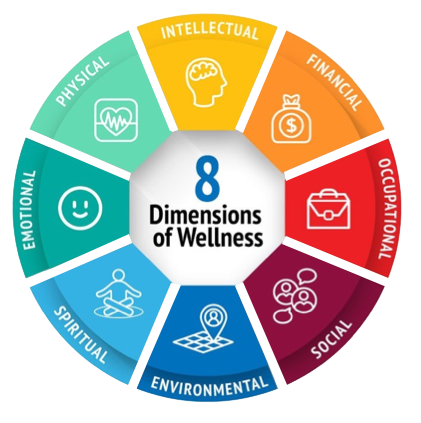 8
Dimensions
of Wellness
INTELLECTUAL
FINANCIAL
$
OCCUPATIONAL
SOCIAL
ENVIRONMENTAL
SPIRITUAL
EMOTIONAL
PHYSICAL